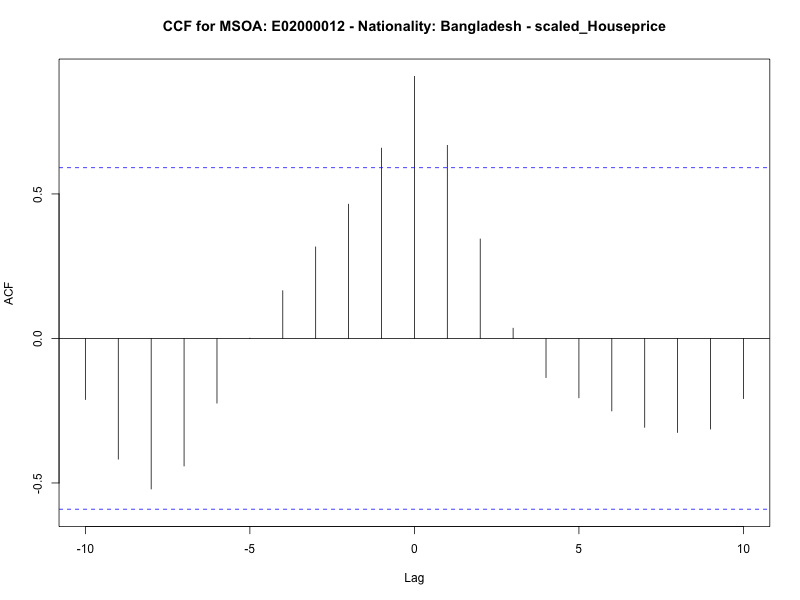 CCF for MSOA: E02000012 - Nationality: Bangladesh - scaled_Houseprice
ACF
0.5
0.0
-0.5
-10 -5 0 5 10
Lag